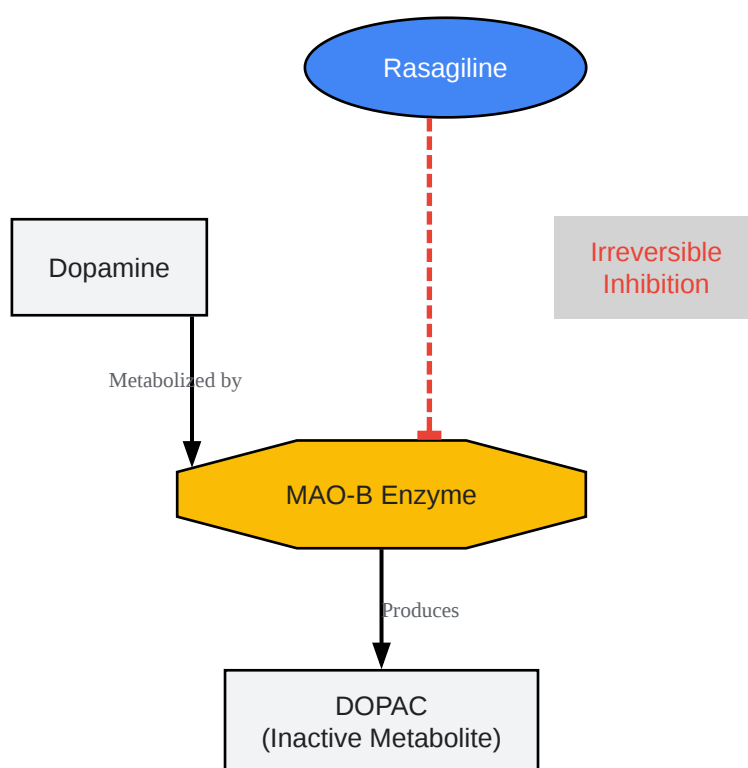 Rasagiline
Dopamine
Irreversible
Inhibition
Metabolized by
MAO-B Enzyme
Produces
DOPAC
(Inactive Metabolite)